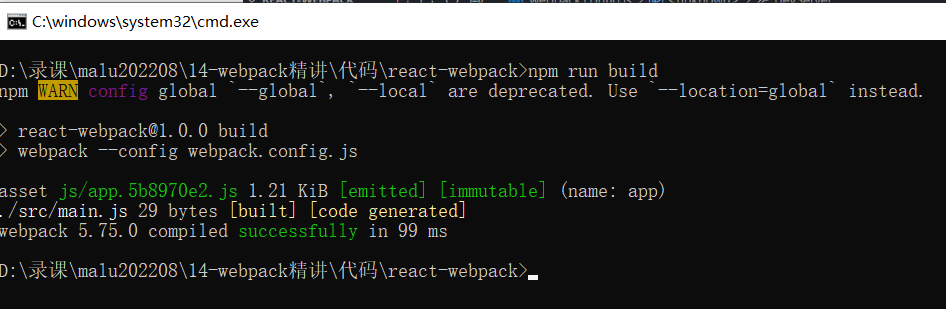 C:\windows\system32\cmd.exe
D:\录课\malu202208\14-webpack精讲\代码\react-webpack>npm run build
npm WARN config global `--global`, `--local` are deprecated. Use `--location=global` instead.
> react-webpack@1.0.0 build
> webpack --config webpack.config.js
asset js/app.5b8970e2.js 1.21 KiB [emitted] [immutable] (name: app)
./src/main.js 29 bytes [built] [code generated]
webpack 5.75.0 compiled successfully in 99 ms
D:\录课\malu202208\14-webpack精讲\代码\react-webpack>